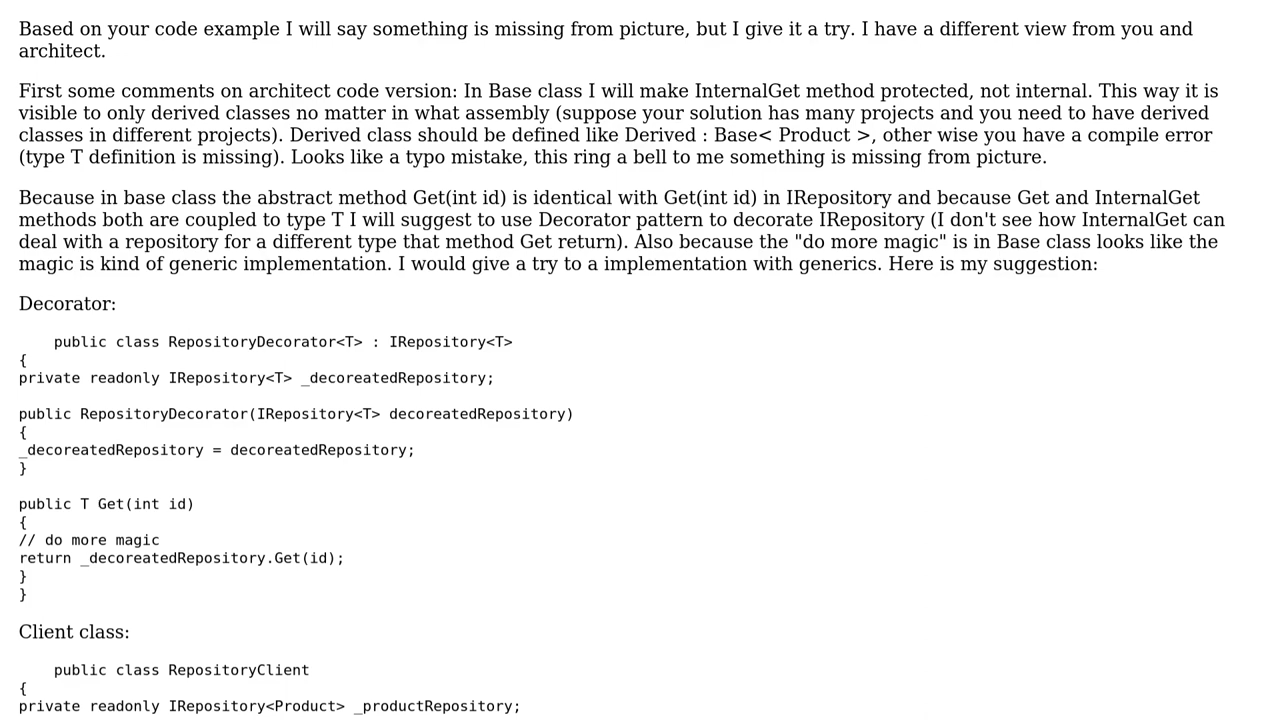 Based on your code example I will say something is missing from picture, but I give it a try. I have a different view from you and
architect.
First some comments on architect code version: In Base class I will make InternalGet method protected, not internal. This way it is
visible to only derived classes no matter in what assembly (suppose your solution has many projects and you need to have derived
classes in different projects). Derived class should be defined like Derived : Base< Product >, other wise you have a compile error
(type T definition is missing). Looks like a typo mistake, this ring a bell to me something is missing from picture.
Because in base class the abstract method Get(int id) is identical with Get(int id) in IRepository and because Get and InternalGet
methods both are coupled to type T I will suggest to use Decorator pattern to decorate IRepository (I don't see how InternalGet can
deal with a repository for a different type that method Get return). Also because the "do more magic" is in Base class looks like the
magic is kind of generic implementation. I would give a try to a implementation with generics. Here is my suggestion:
Decorator:
    public class RepositoryDecorator<T> : IRepository<T>
{
private readonly IRepository<T> _decoreatedRepository;
public RepositoryDecorator(IRepository<T> decoreatedRepository)
{
_decoreatedRepository = decoreatedRepository;
}
public T Get(int id)
{
// do more magic
return _decoreatedRepository.Get(id);
}
}
Client class:
    public class RepositoryClient
{
private readonly IRepository<Product> _productRepository;